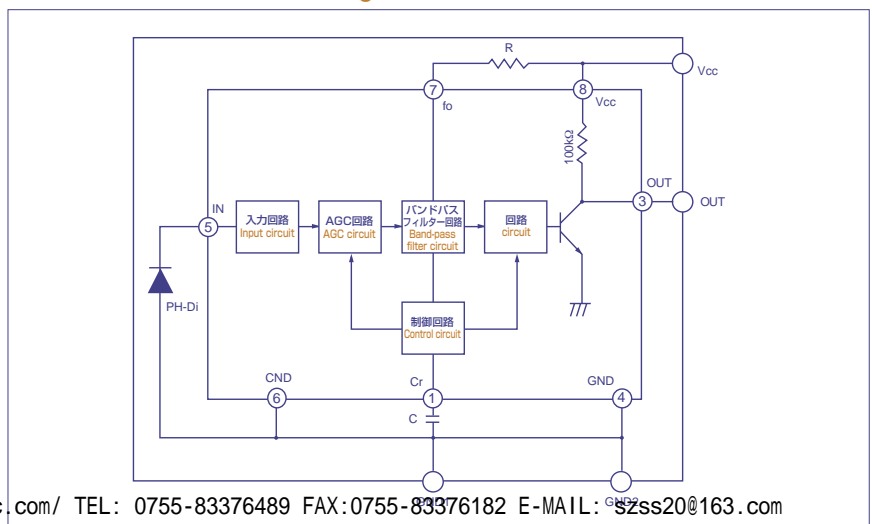 R
Vcc
7
fo
8
Vcc
100kΩ
OUT
3
OUT
IN
5
入力回路
Input circuit
AGC回路
AGC circuit
バンドパス
フィルター回路
Band-pass
filter circuit
回路
circuit
PH-Di
制御回路
Control circuit
CND
6
Cr
1
GND
4
C
GND2
c.com/ TEL: 0755-83376489 FAX:0755-83376182 E-MAIL: szss20@163.com